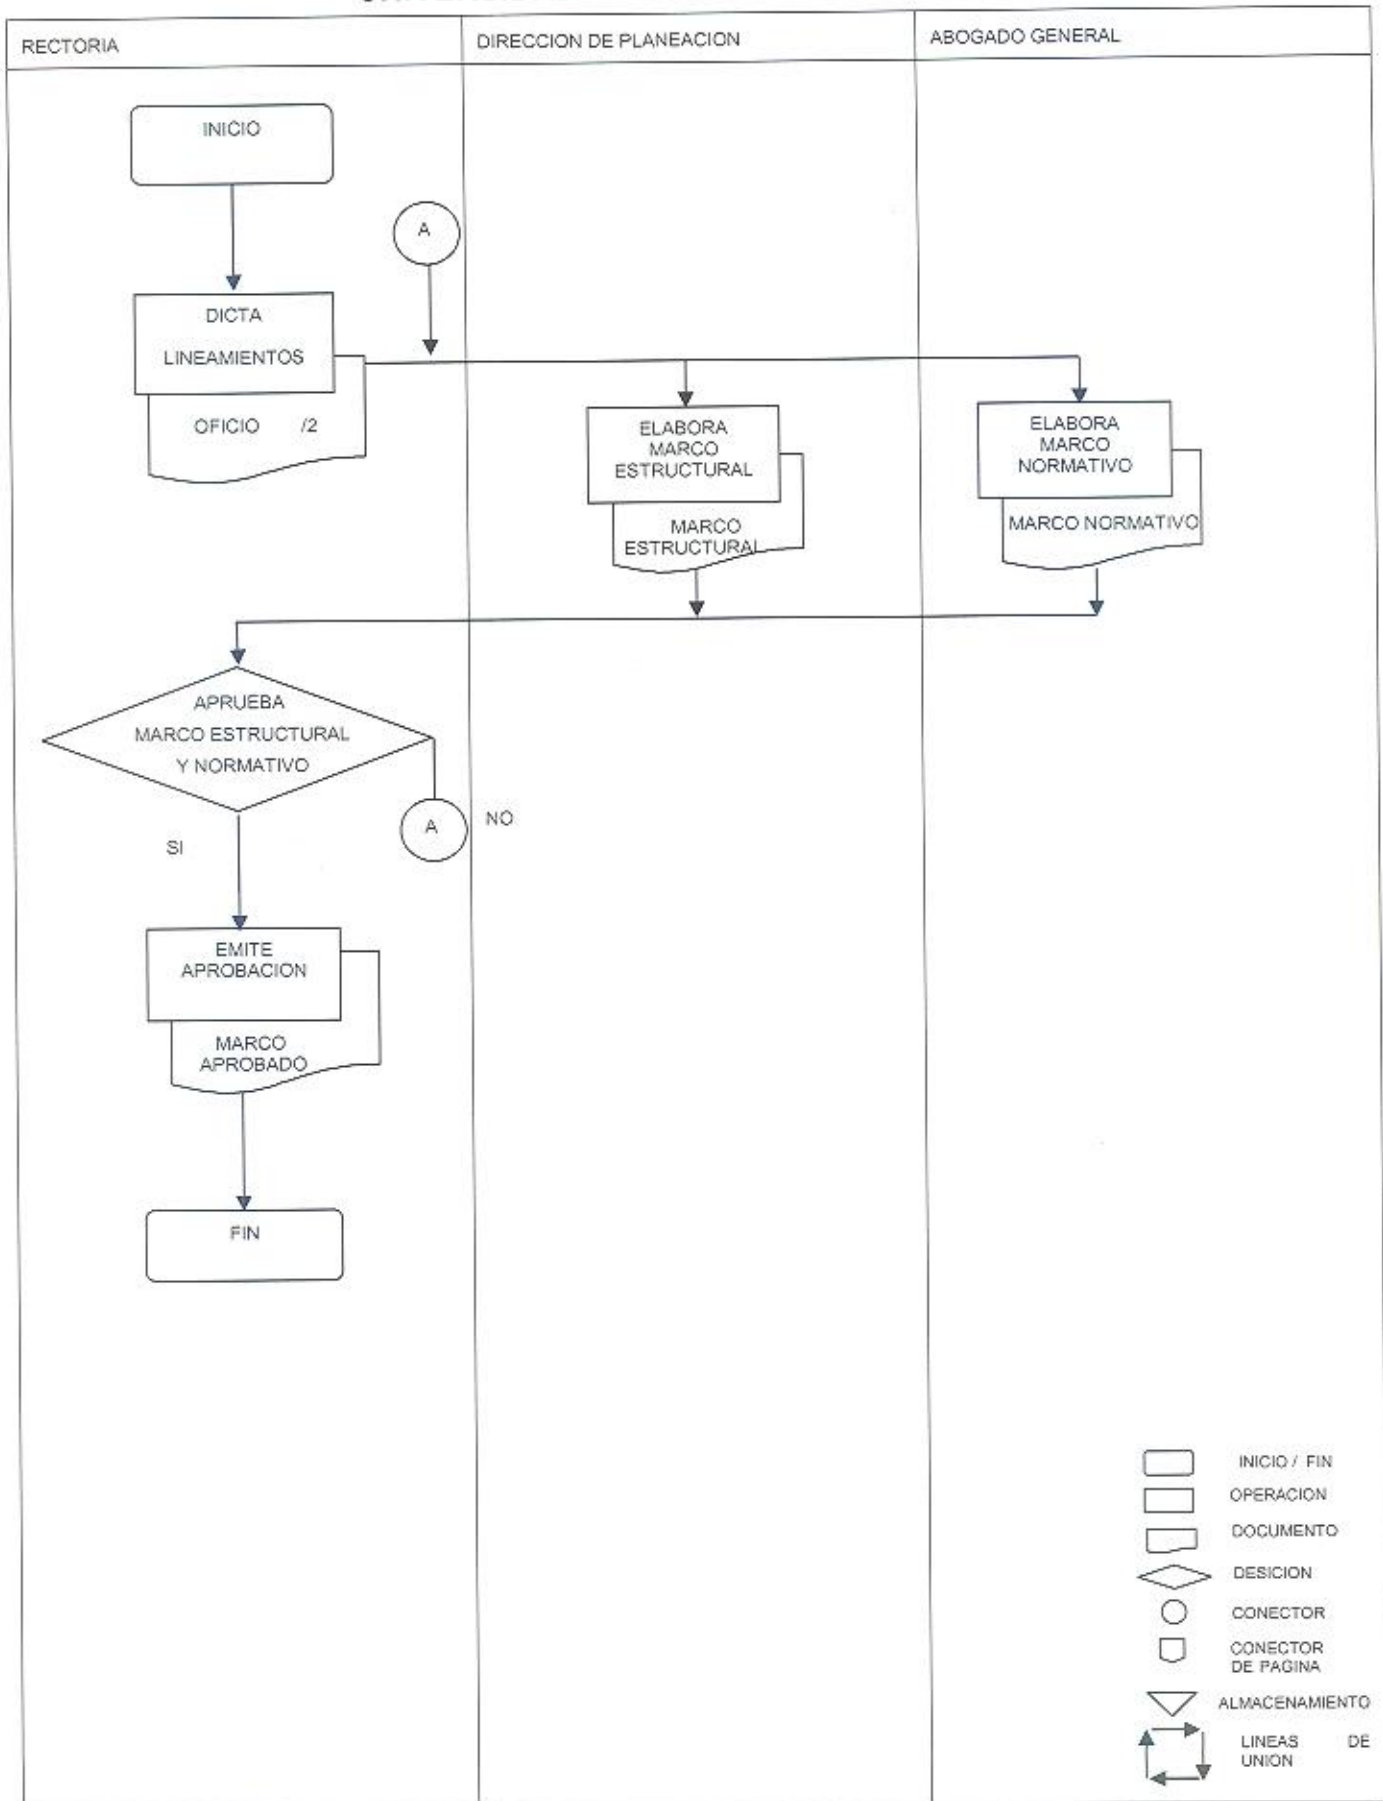 RECTORIA
DIRECCION DE PLANEACION
ABOGADO GENERAL
INICIO
A
DICTA
LINEAMIENTOS
OFICIO /2
ELABORA
MARCO
ESTRUCTURAL
MARCO
ESTRUCTURAL
ELABORA
MARCO
NORMATIVO
MARCO NORMATIVO
APRUEBA
MARCO ESTRUCTURAL
Y NORMATIVO
A
NO
SI
EMITE
APROBACION
MARCO
APROBADO
FIN
INICIO / FIN
OPERACION
DOCUMENTO
DESICION
CONECTOR
CONECTOR
DE PAGINA
ALMACENAMIENTO
LINEAS DE
UNION